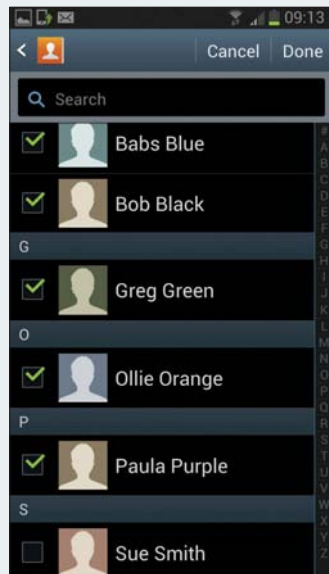 09:13
Cancel Done
Search
Babs Blue
Bob Black
G
Greg Green
O
Ollie Orange
P
Paula Purple
S
Sue Smith
#
A
B
C
D
E
F
G
H
I
J
K
L
M
N
O
P
Q
R
S
T
U
V
W
X
Y
Z